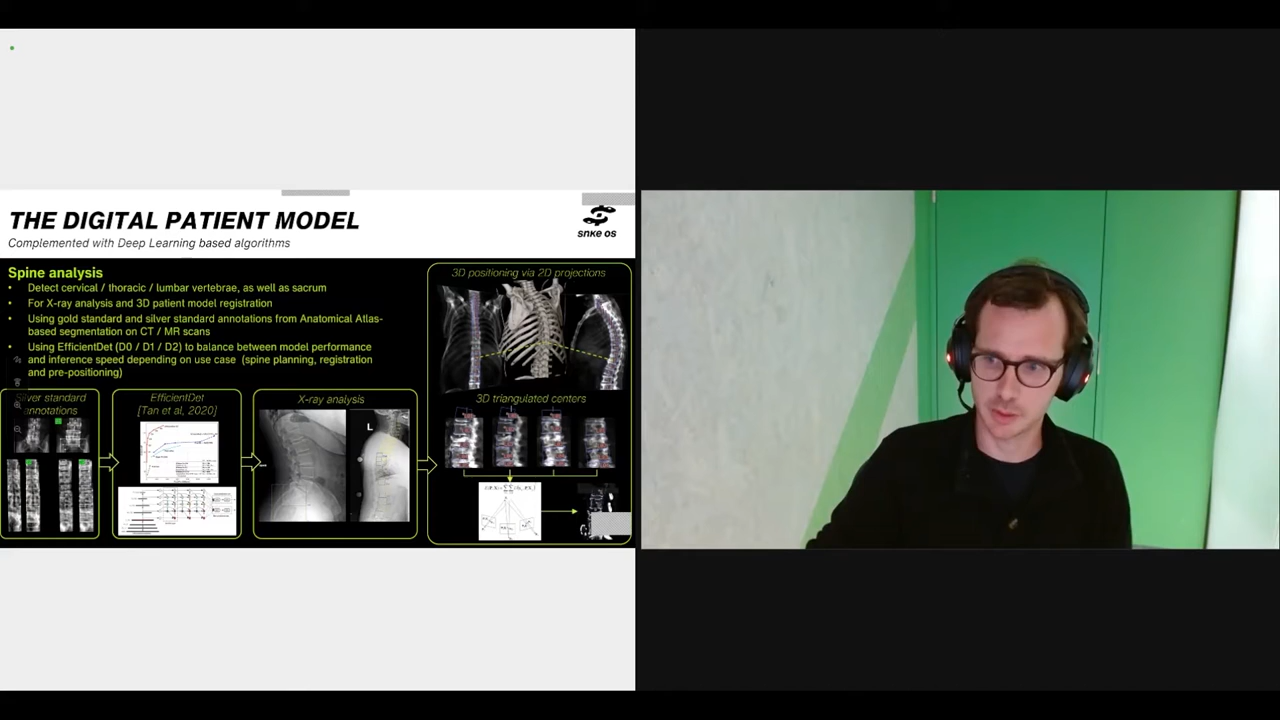 THE DIGITAL PATIENT MODEL
Complemented with Deep Learning based algorithms
snke os
Spine analysis
• Detect cervical / thoracic / lumbar vertebrae, as well as sacrum
• For X-ray analysis and 3D patient model registration
• Using gold standard and silver standard annotations from Anatomical Atlas-
based segmentation on CT / MR scans
• Using EfficientDet (D0 / D1 / D2) to balance between model performance
and inference speed depending on use case (spine planning, registration
and pre-positioning)
Silver standard
annotations
EfficientDet
[Tan et al, 2020]
X-ray analysis
L
3D positioning via 2D projections
3D triangulated centers